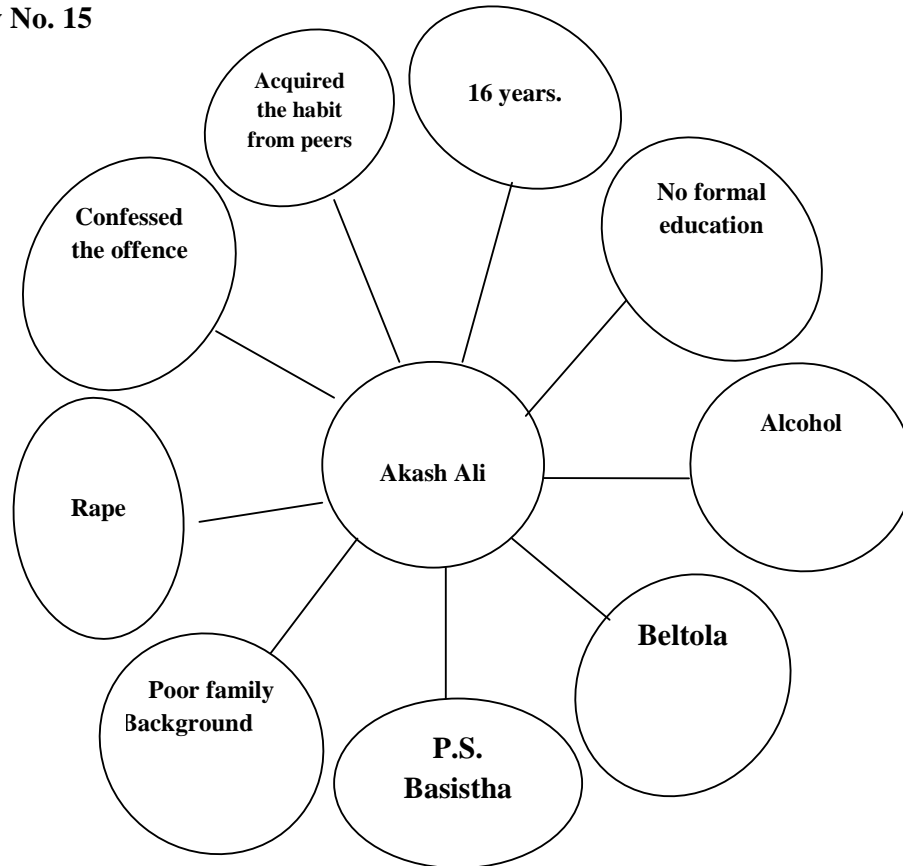 No. 15
Acquired
the habit
from peers
16 years.
No formal
education
Confessed
the offence
Alcohol
Akash Ali
Rape
Beltola
Poor family
Background
P.S.
Basistha